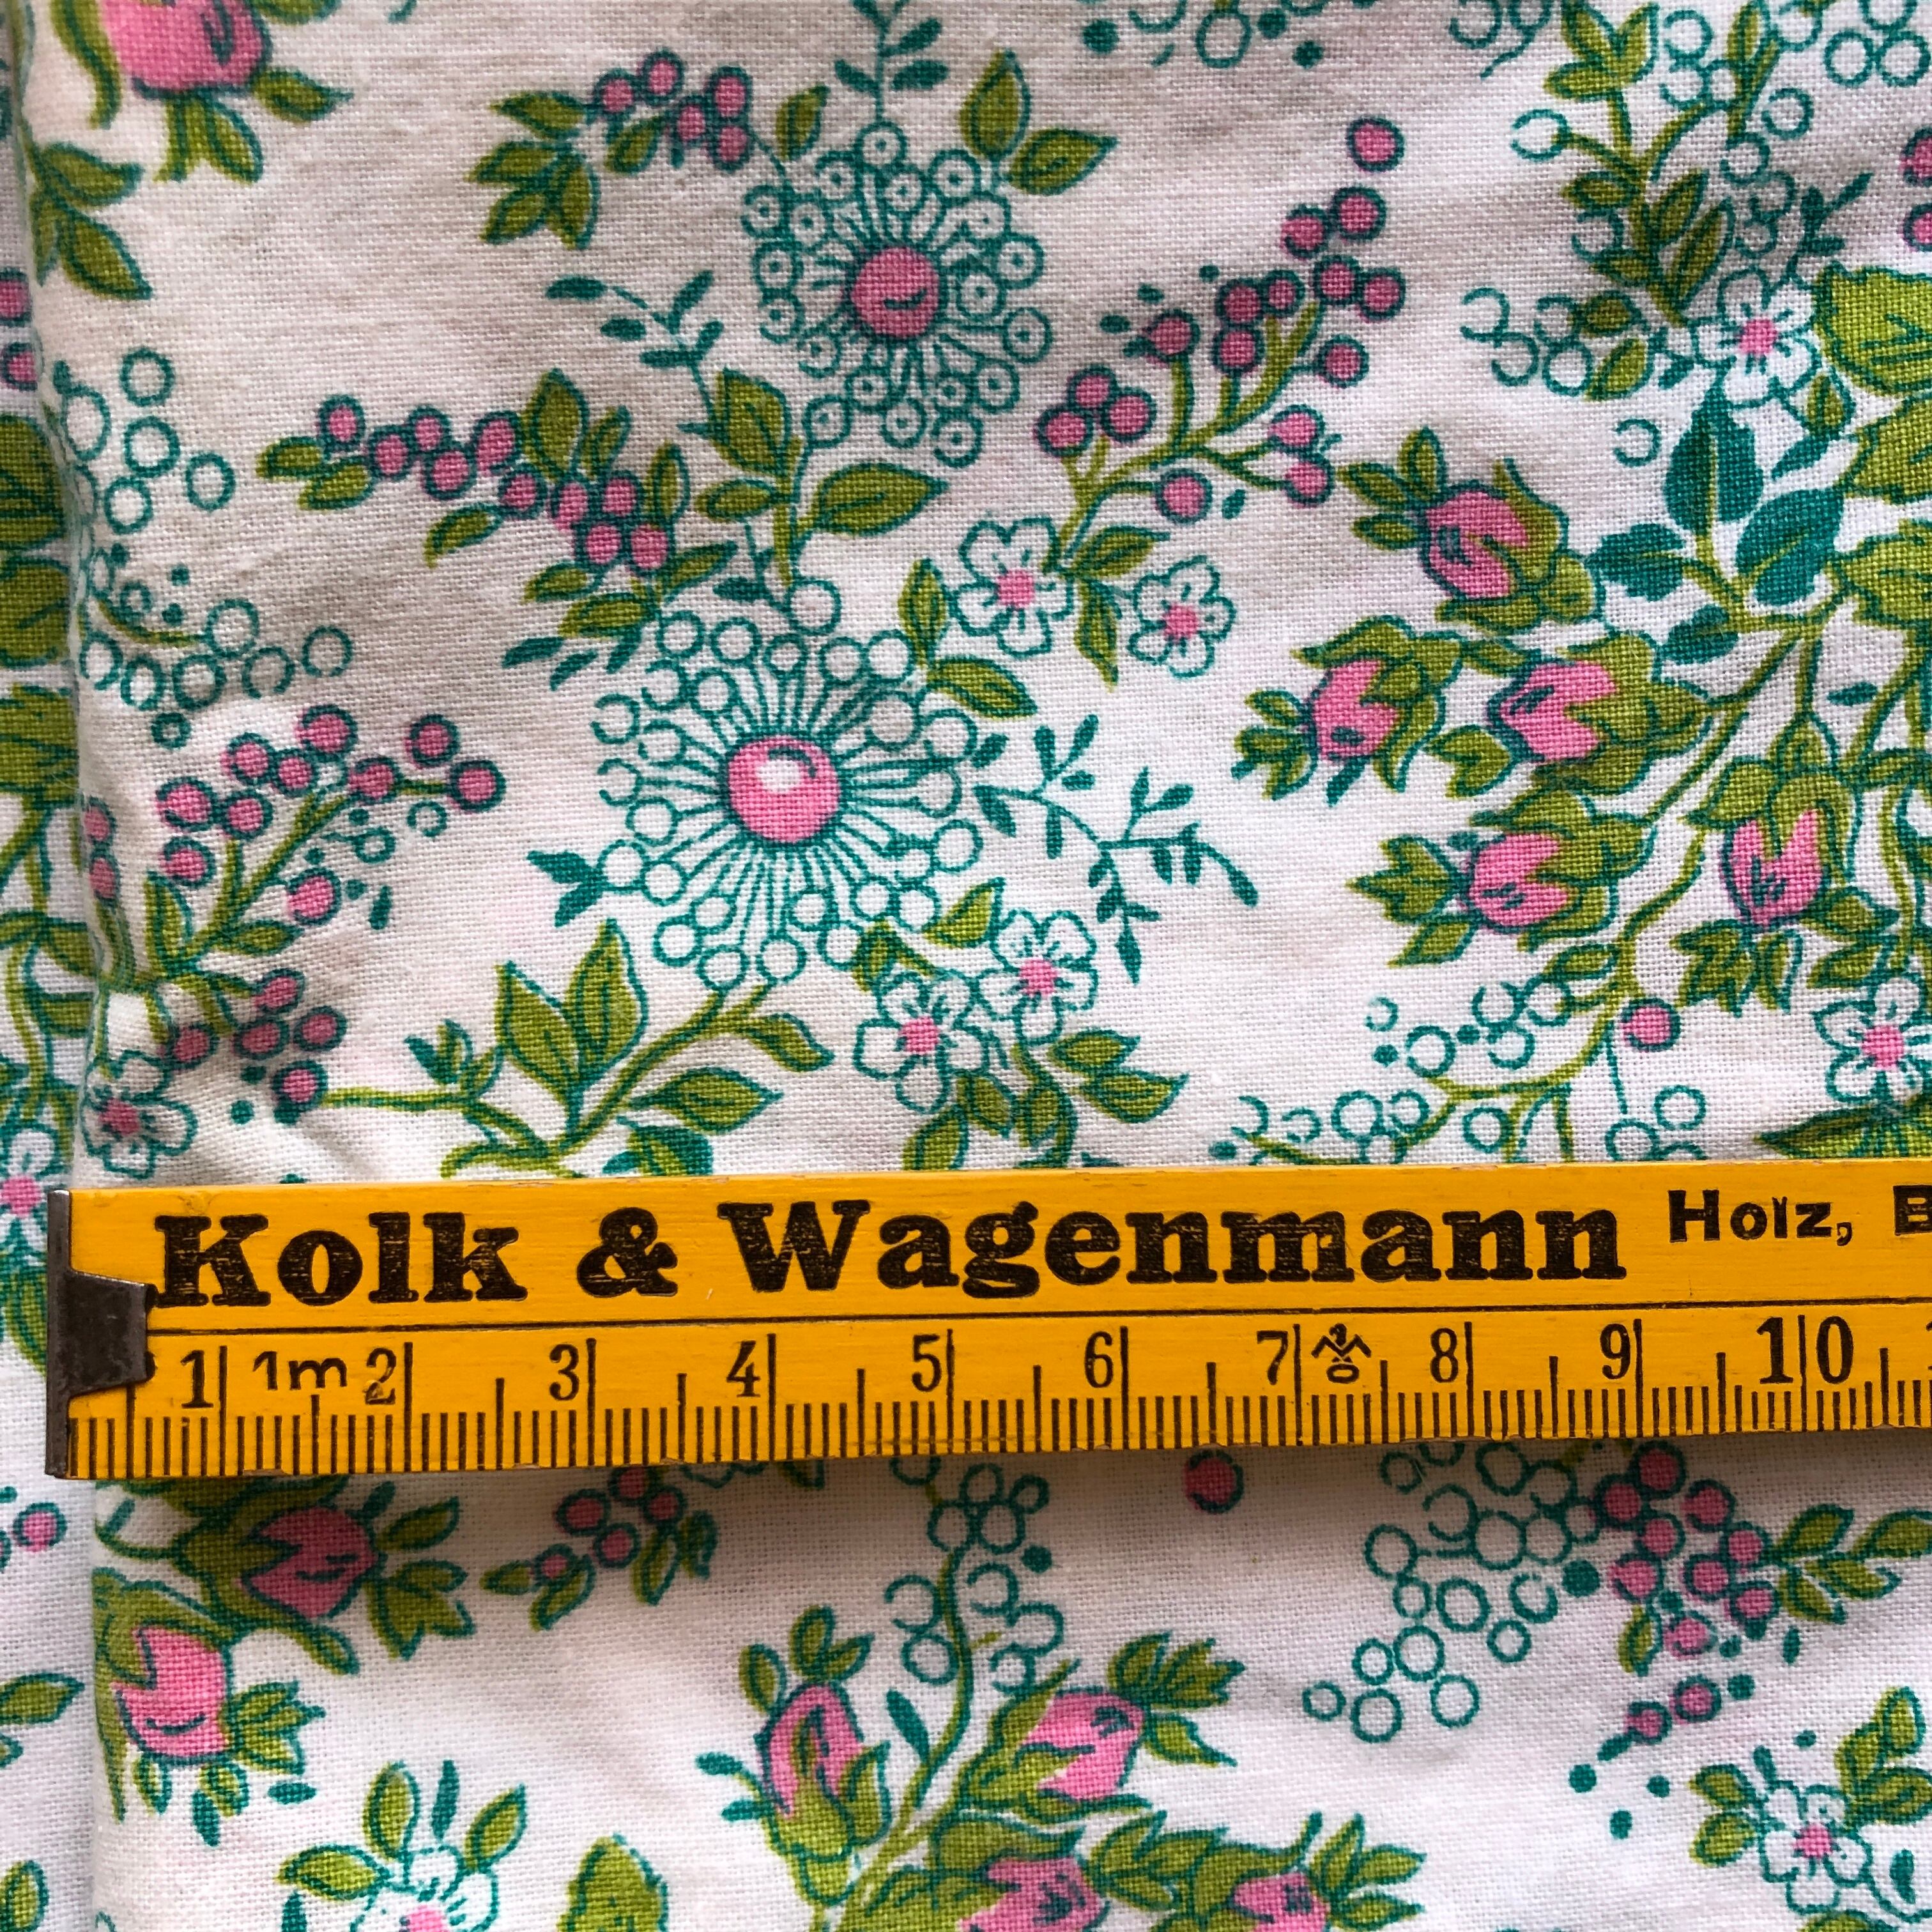 Kolk & Wagenmann Holz,
1 1m 2 3 4 5 6 7 8 9 10